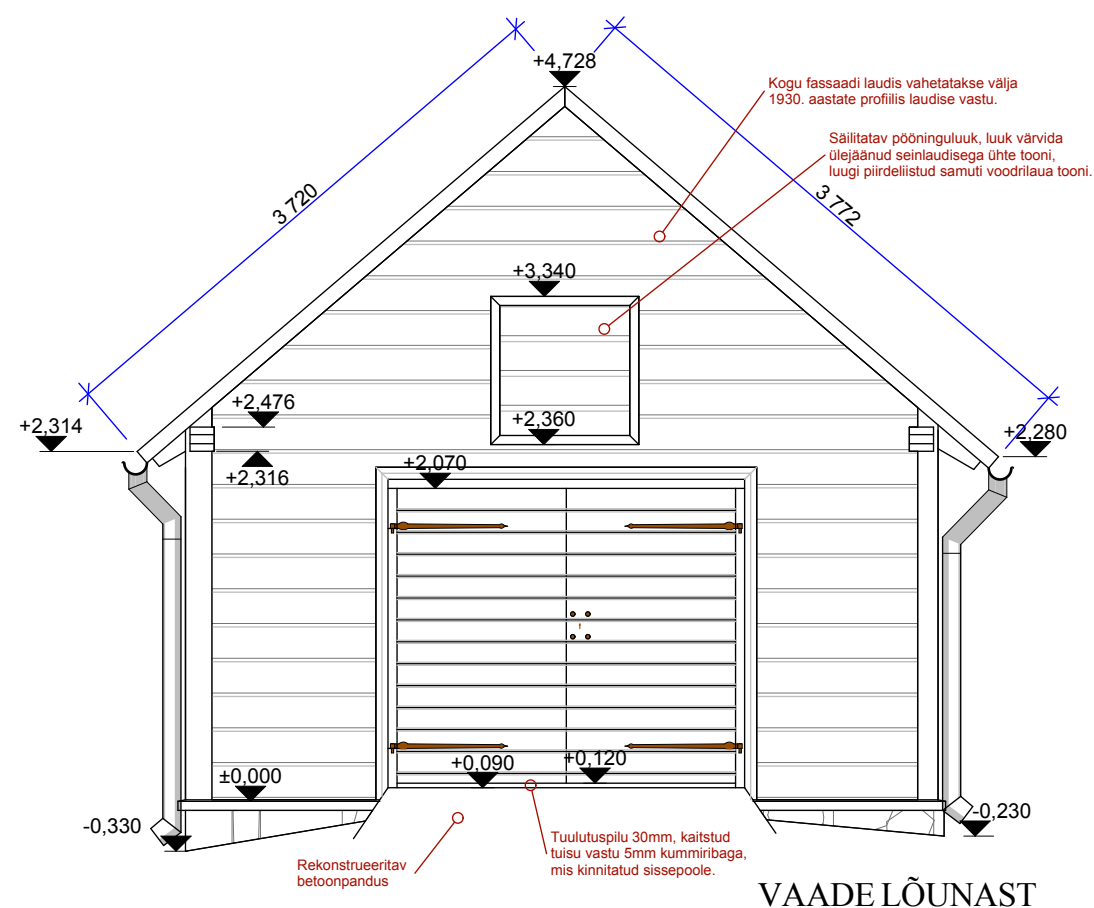 +4,728
Kogu fassaadi laudis vahetatakse välja
1930. aastate profiilis laudise vastu.
Säilitatav pööninguluuk, luuk värvida
ülejäänud seinlaudisega ühte tooni,
luugi piirdeliistud samuti voodrilaua tooni.
3 720
3 772
+3,340
+2,476
+2,360
+2,314
+2,280
+2,316
+2,070
±0,000
+0,090
+0,120
-0,330
-0,230
Tuulutuspilu 30mm, kaitstud
tuisu vastu 5mm kummiribaga,
mis kinnitatud sissepoole.
Rekonstrueeritav
betoonpandus
VAADE LÕUNAST